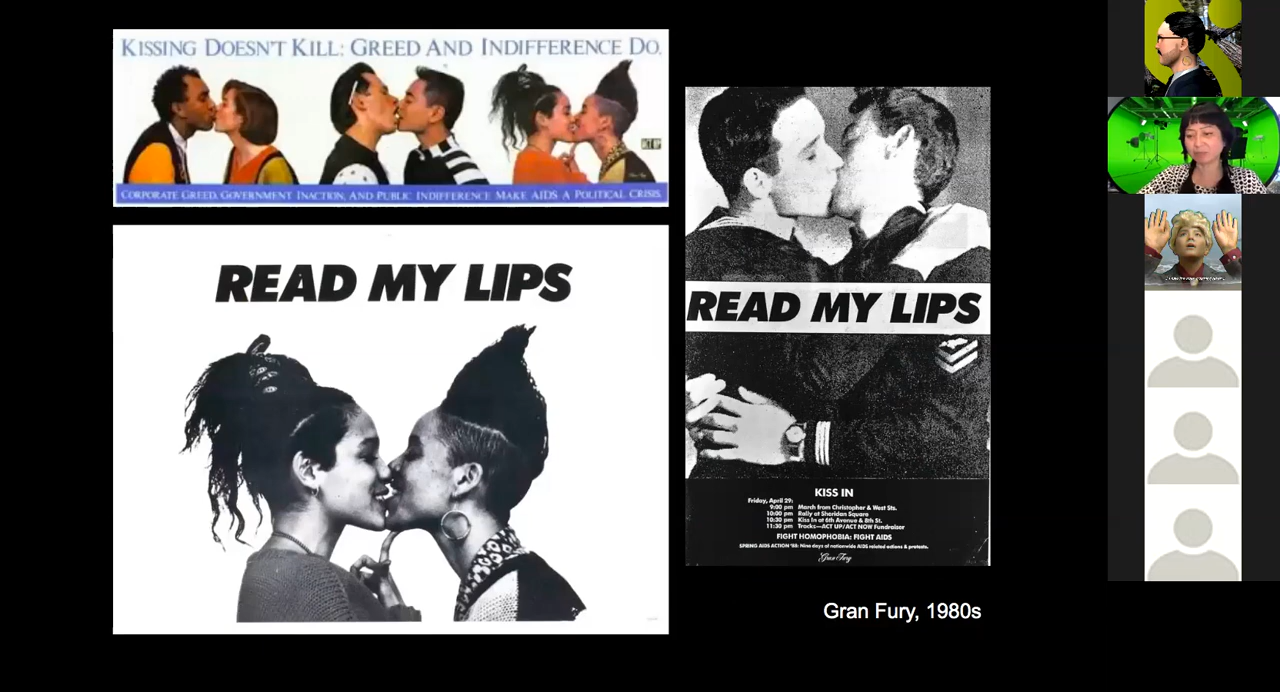 KISSING DOESN'T KILL: GREED AND INDIFFERENCE DO.
ACT UP
CORPORATE GREED, GOVERNMENT INACTION, AND PUBLIC INDIFFERENCE MAKE AIDS A POLITICAL CRISIS.
READ MY LIPS
READ MY LIPS
KISS IN
Friday, April 29:
9:00 pm March from Christopher & West Sts.
10:00 pm Rally at Sheridan Square
10:30 pm Kiss In at 6th Avenue & 8th St.
11:30 pm Tracks—ACT UP/ACT NOW Fundraiser
FIGHT HOMOPHOBIA: FIGHT AIDS
SPRING AIDS ACTION '88: Nine days of nationwide AIDS related actions & protests.
Gran Fury
Gran Fury, 1980s